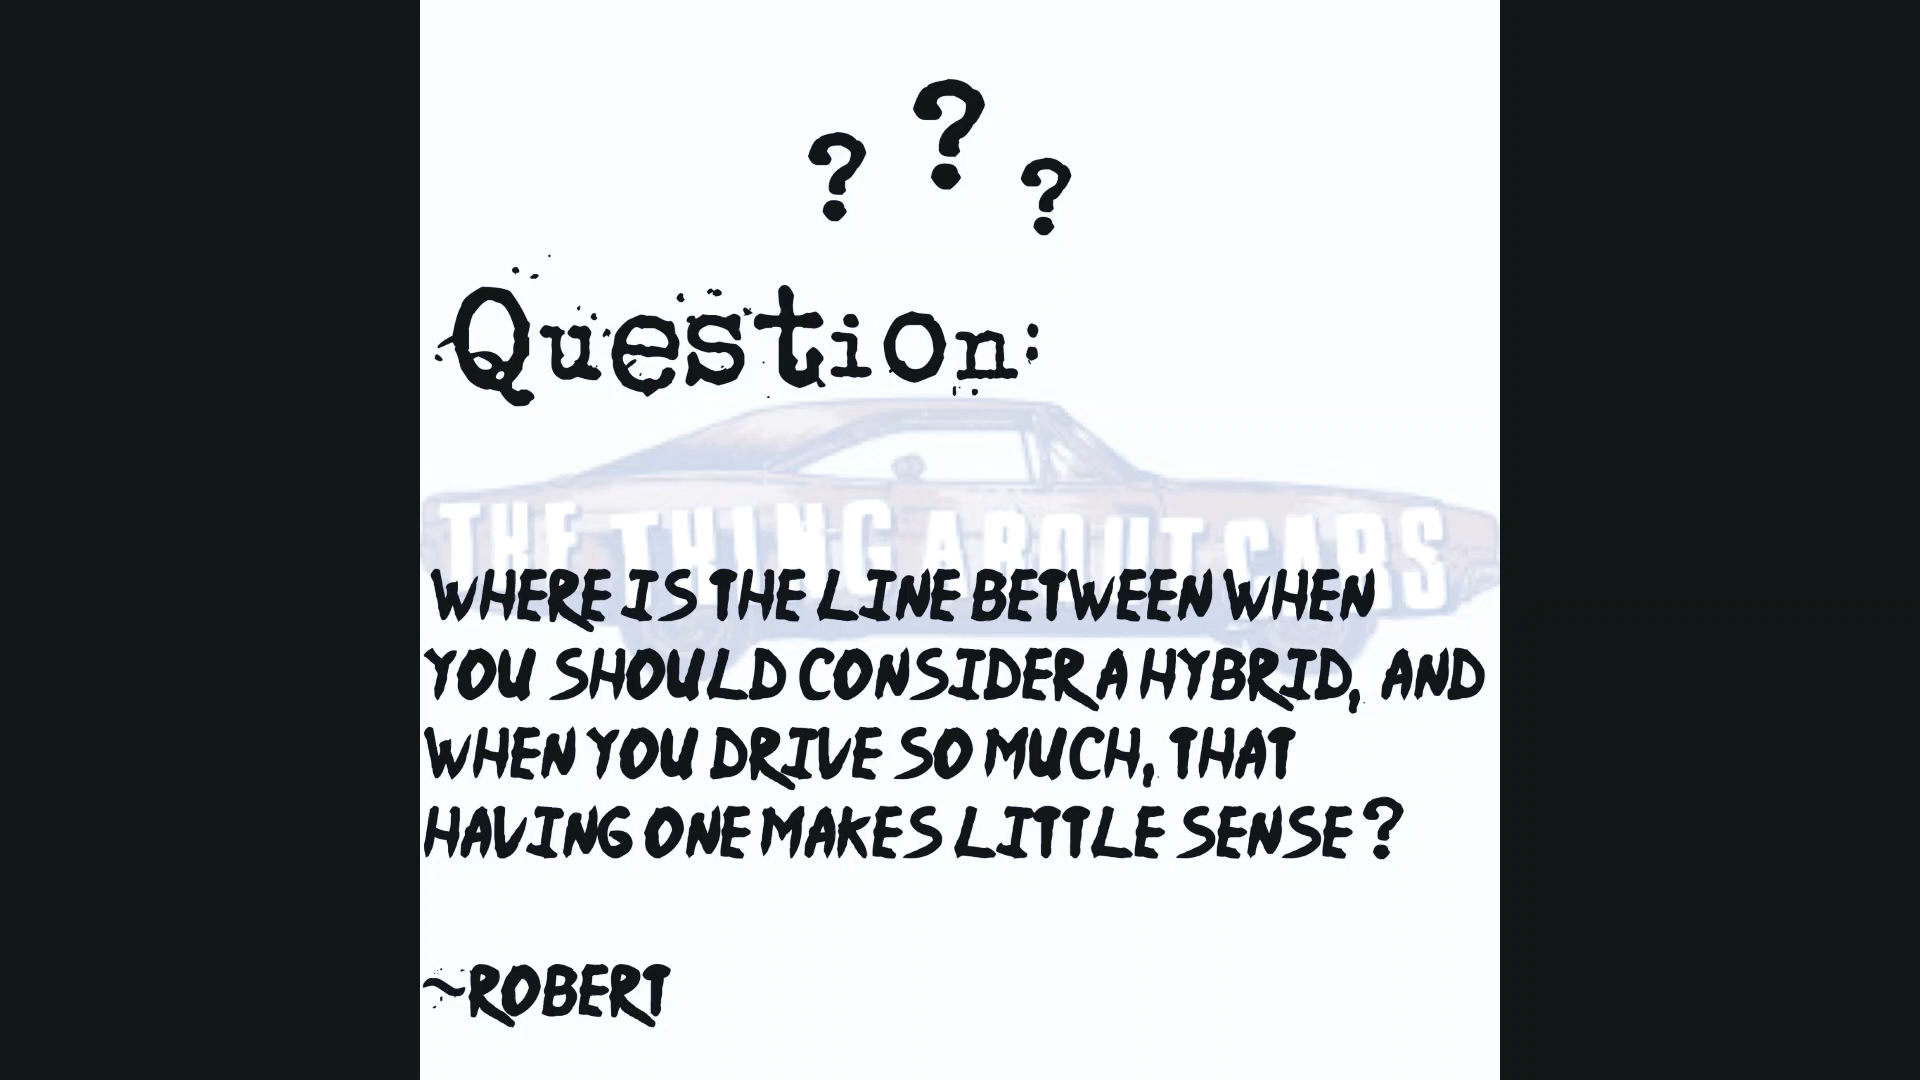 ? ? ?
Question:
THE THING ABOUT CARS
WHERE IS THE LINE BETWEEN WHEN
YOU SHOULD CONSIDER A HYBRID, AND
WHEN YOU DRIVE SO MUCH, THAT
HAVING ONE MAKES LITTLE SENSE?
~ROBERT